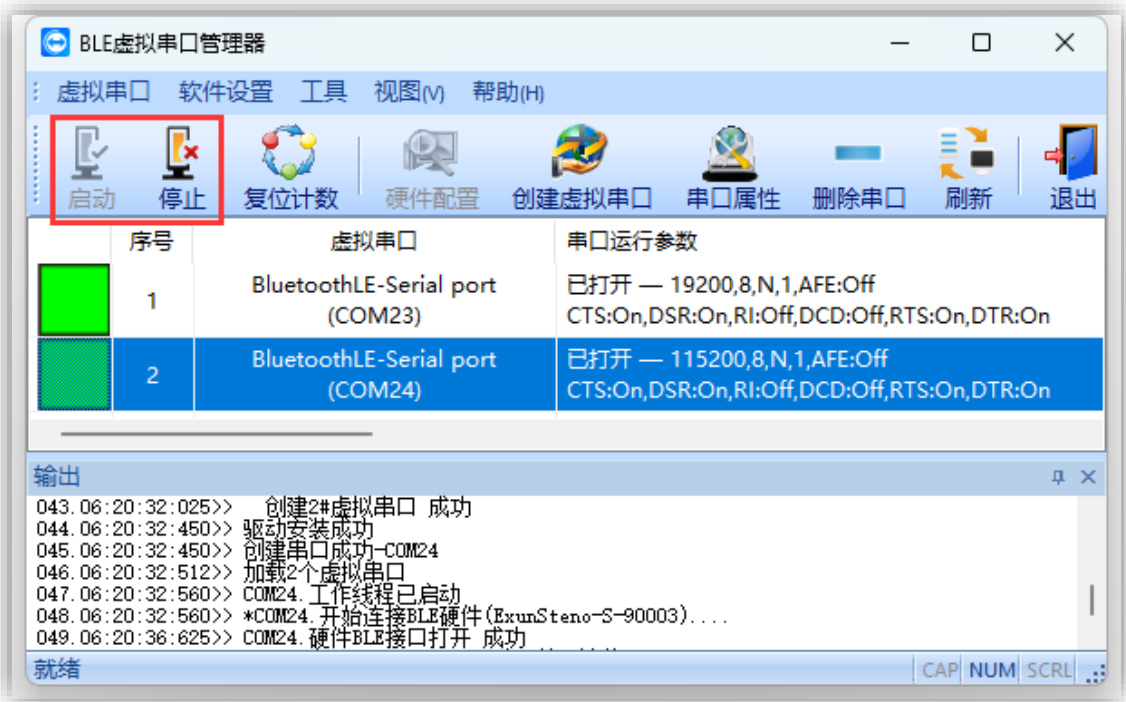 BLE虚拟串口管理器
虚拟串口 软件设置 工具 视图(V) 帮助(H)
启动 停止 复位计数 硬件配置 创建虚拟串口 串口属性 删除串口 刷新 退出
序号 虚拟串口 串口运行参数
1 BluetoothLE-Serial port (COM23) 已打开 — 19200,8,N,1,AFE:Off
CTS:On,DSR:On,RI:Off,DCD:Off,RTS:On,DTR:On
2 BluetoothLE-Serial port (COM24) 已打开 — 115200,8,N,1,AFE:Off
CTS:On,DSR:On,RI:Off,DCD:Off,RTS:On,DTR:On
输出
043.06:20:32:025>> 创建2#虚拟串口 成功
044.06:20:32:450>> 驱动安装成功
045.06:20:32:450>> 创建串口成功-COM24
046.06:20:32:512>> 加载2个虚拟串口
047.06:20:32:560>> COM24.工作线程已启动
048.06:20:32:560>> *COM24.开始连接BLE硬件(ExunSteno-S-90003)....
049.06:20:36:625>> COM24.硬件BLE接口打开 成功
就绪 CAP NUM SCRL